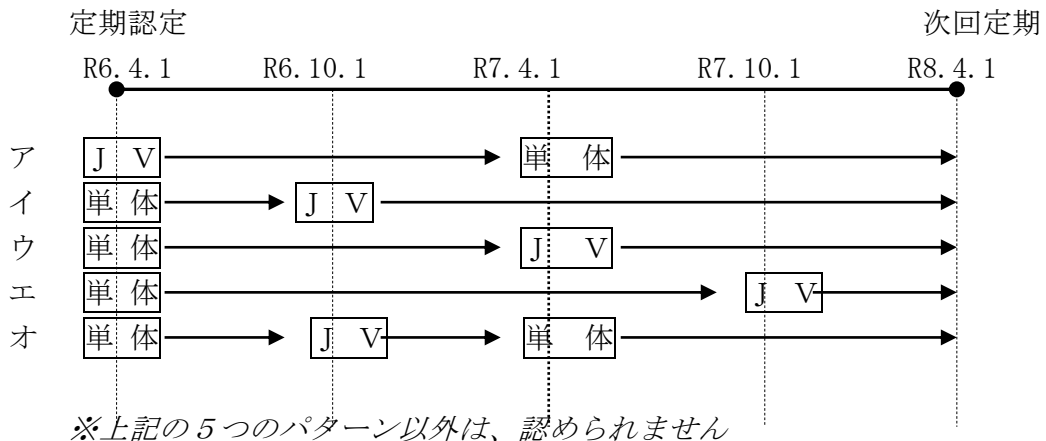 定期認定 次回定期
R6.4.1 R6.10.1 R7.4.1 R7.10.1 R8.4.1
ア J V 単 体
イ 単 体 J V
ウ 単 体 J V
エ 単 体 J V
オ 単 体 J V 単 体
※上記の５つのパターン以外は、認められません